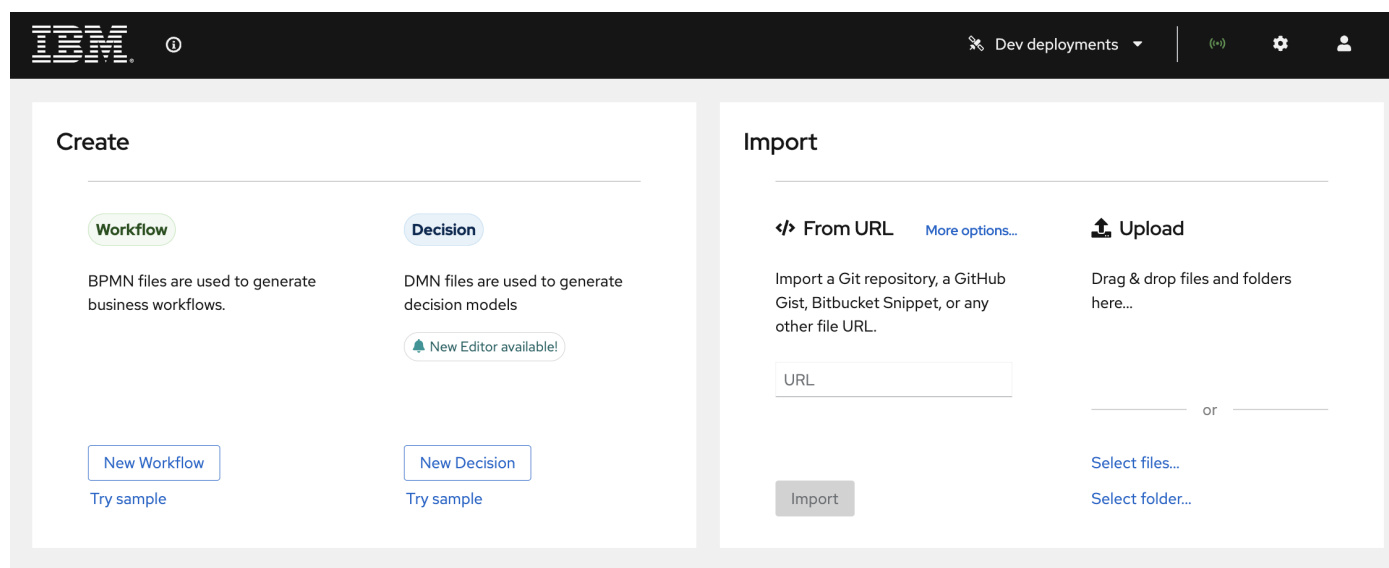 IBM
Dev deployments
Create
Workflow
BPMN files are used to generate
business workflows.
New Workflow
Try sample
Decision
DMN files are used to generate
decision models
New Editor available!
New Decision
Try sample
Import
From URL
More options...
Import a Git repository, a GitHub
Gist, Bitbucket Snippet, or any
other file URL.
URL
Import
Upload
Drag & drop files and folders
here...
or
Select files...
Select folder...